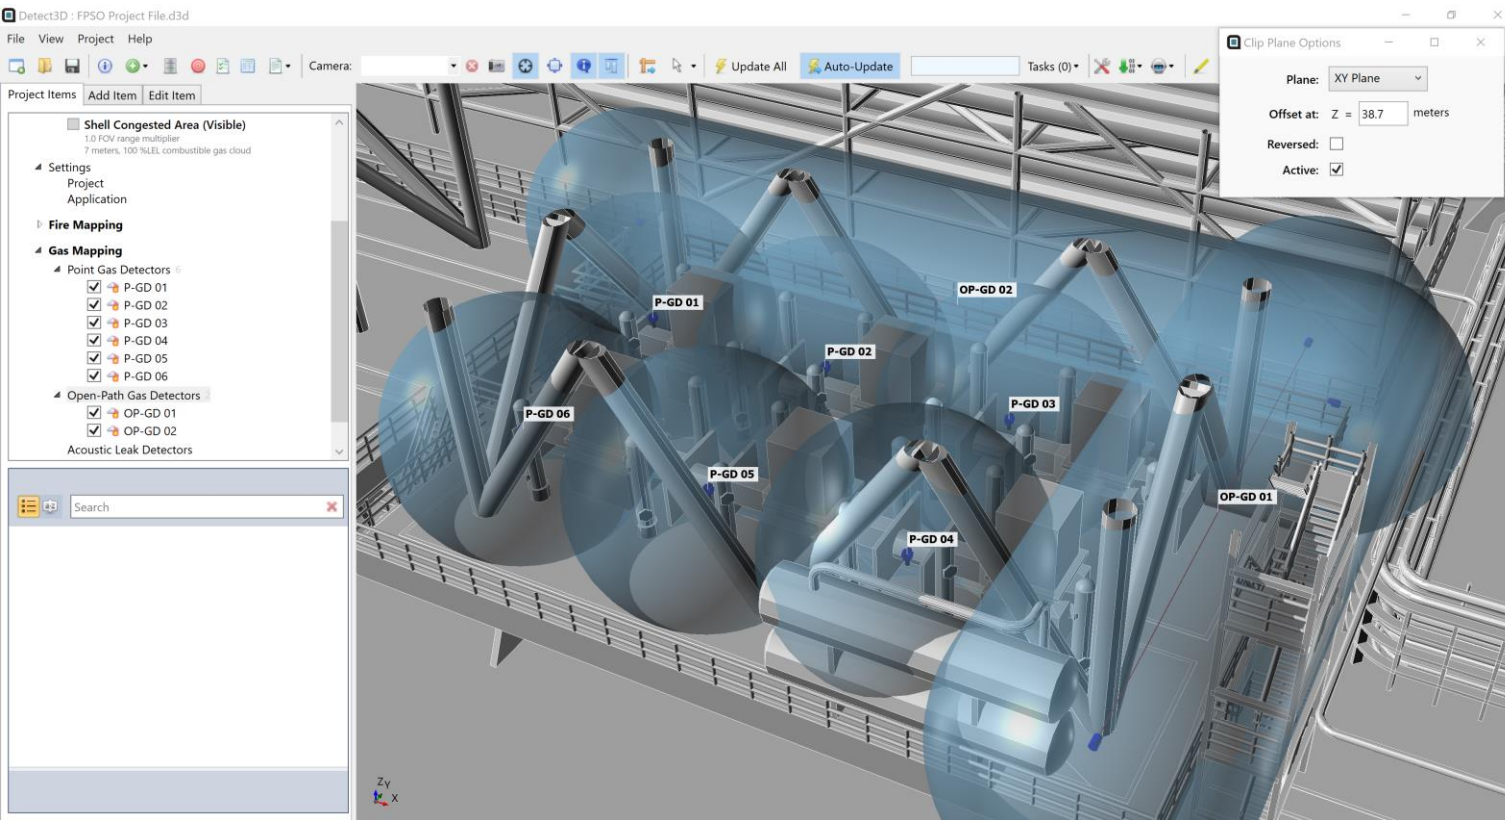 Detect3D : FPSO Project File.d3d
File View Project Help
Camera:
Update All
Auto-Update
Tasks (0)
Project Items
Add Item
Edit Item
Shell Congested Area (Visible)
1.0 FOV range multiplier
7 meters, 100 %LEL combustible gas cloud
Settings
Project
Application
Fire Mapping
Gas Mapping
Point Gas Detectors 6
P-GD 01
P-GD 02
P-GD 03
P-GD 04
P-GD 05
P-GD 06
Open-Path Gas Detectors 2
OP-GD 01
OP-GD 02
Acoustic Leak Detectors
Search
Clip Plane Options
Plane: XY Plane
Offset at: Z = 38.7 meters
Reversed:
Active:
P-GD 01
OP-GD 02
P-GD 02
P-GD 03
P-GD 06
P-GD 05
OP-GD 01
P-GD 04
Z
Y
X